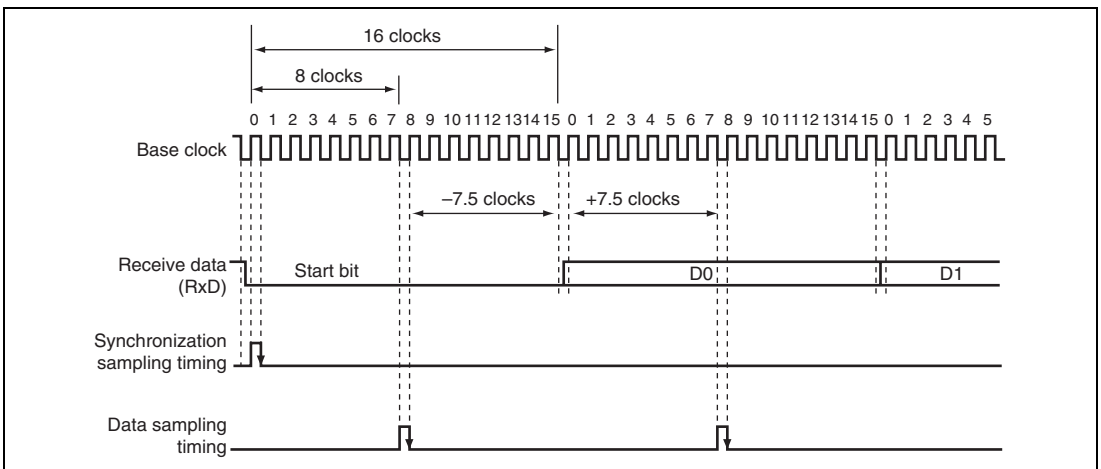 16 clocks
8 clocks
0 1 2 3 4 5 6 7 8 9 10 11 12 13 14 15 0 1 2 3 4 5 6 7 8 9 10 11 12 13 14 15 0 1 2 3 4 5
Base clock
–7.5 clocks +7.5 clocks
Receive data
(RxD)
Start bit D0 D1
Synchronization
sampling timing
Data sampling
timing